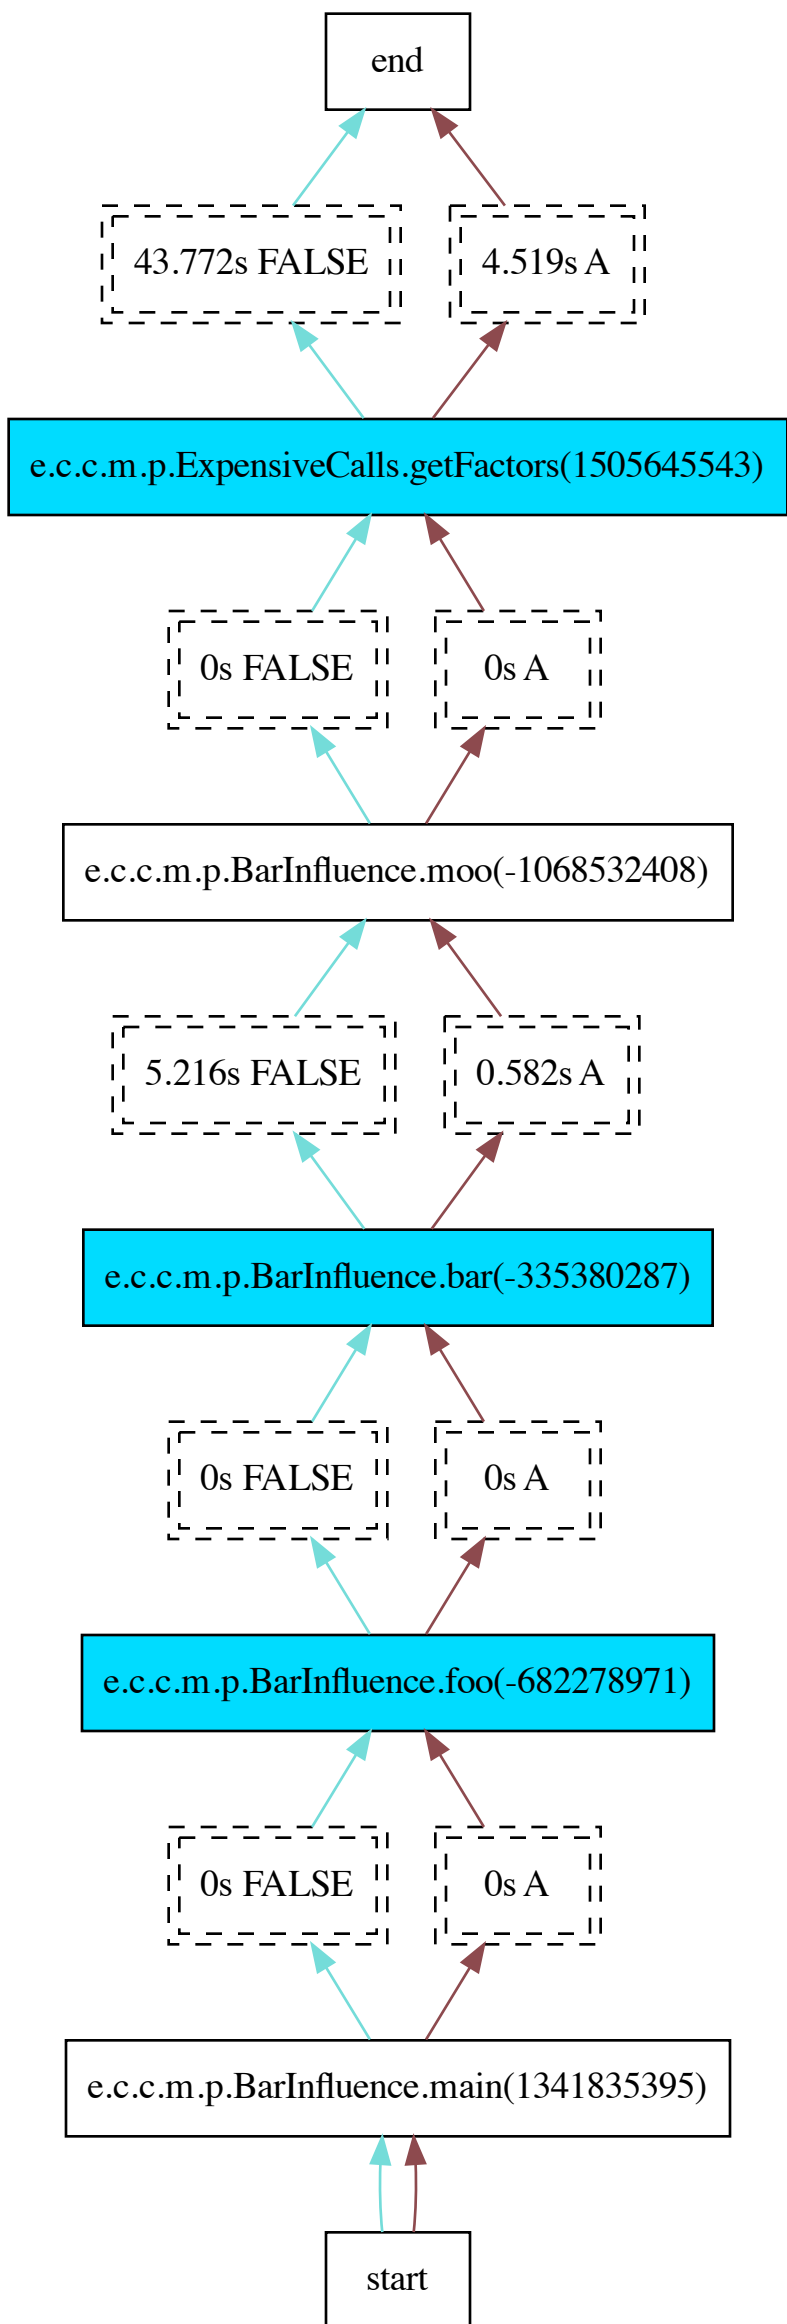 end
43.772s FALSE
4.519s A
e.c.c.m.p.ExpensiveCalls.getFactors(1505645543)
0s FALSE
0s A
e.c.c.m.p.BarInfluence.moo(-1068532408)
5.216s FALSE
0.582s A
e.c.c.m.p.BarInfluence.bar(-335380287)
0s FALSE
0s A
e.c.c.m.p.BarInfluence.foo(-682278971)
0s FALSE
0s A
e.c.c.m.p.BarInfluence.main(1341835395)
start